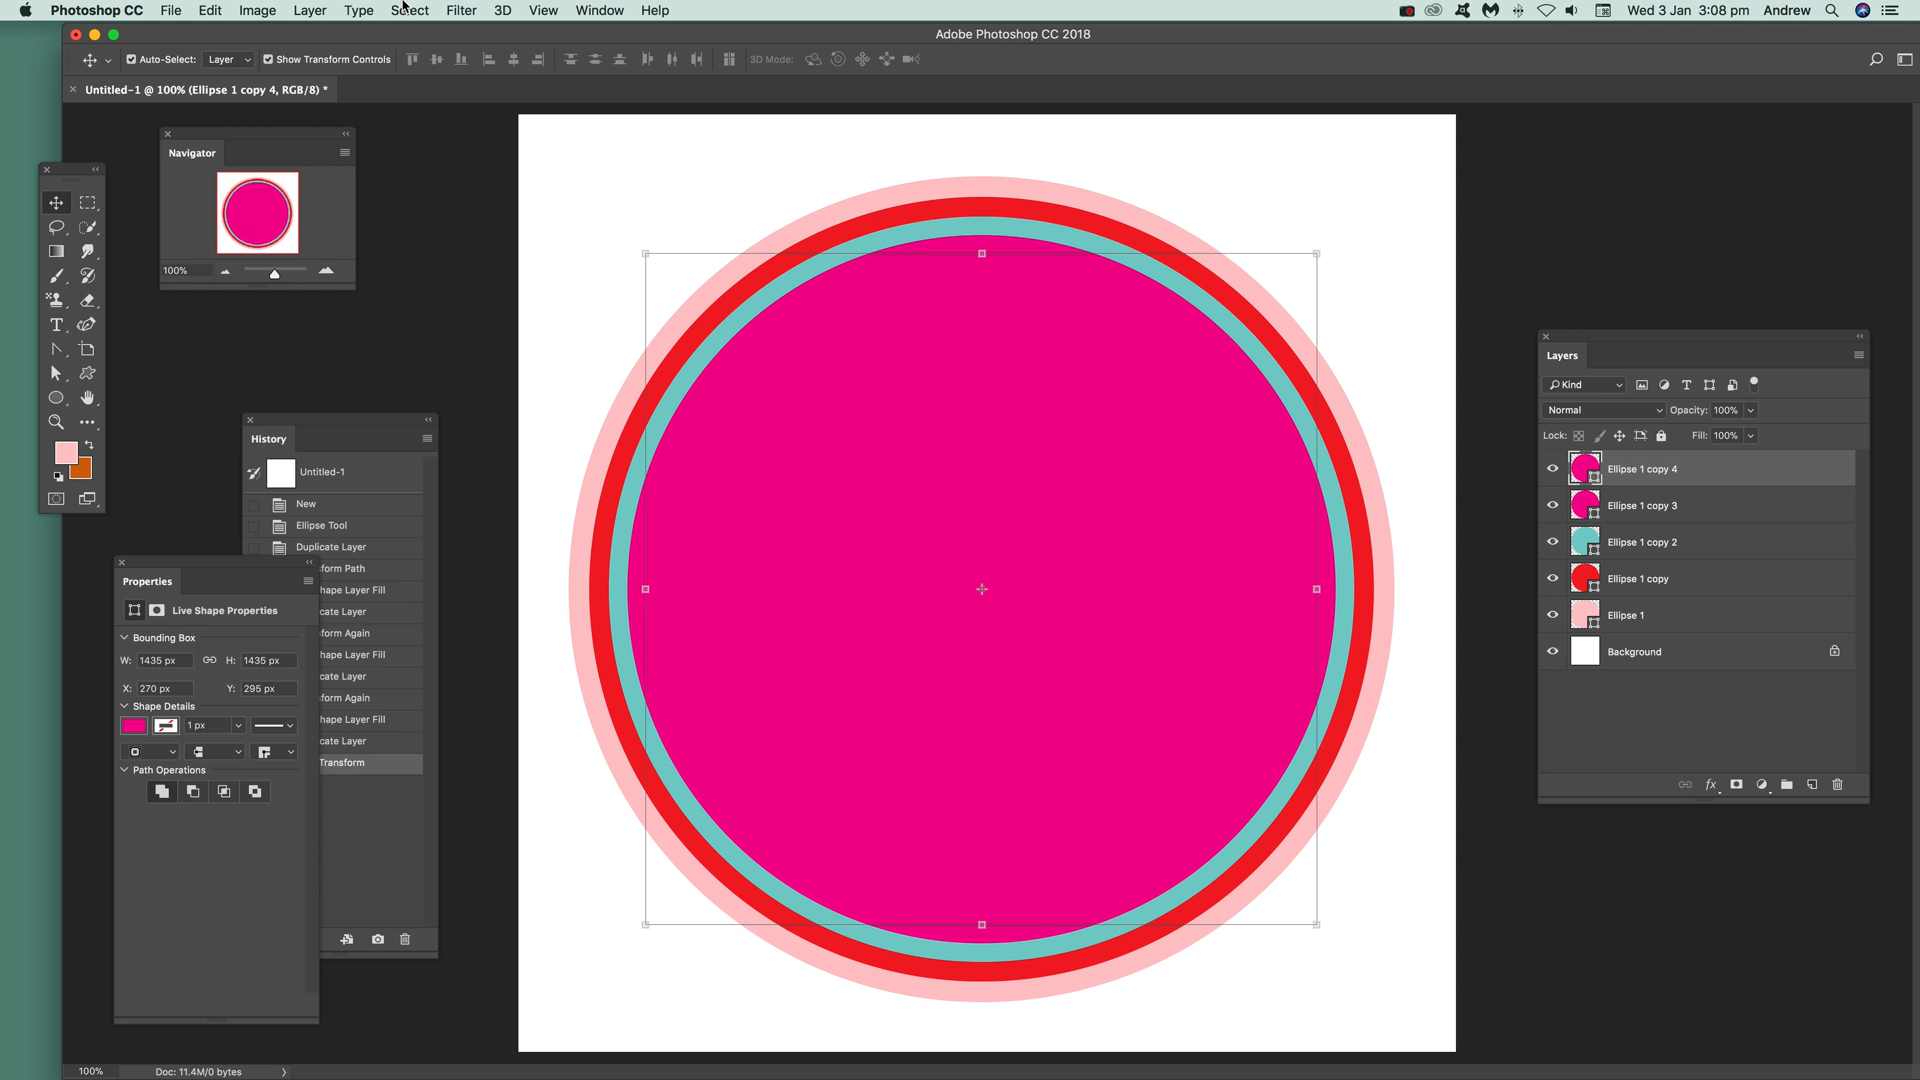 Photoshop CC File Edit Image Layer Type Select Filter 3D View Window Help Wed 3 Jan 3:08 pm Andrew
Adobe Photoshop CC 2018
Auto-Select: Layer Show Transform Controls 3D Mode:
Untitled-1 @ 100% (Ellipse 1 copy 4, RGB/8) *
Navigator
100%
History
Untitled-1
New
Ellipse Tool
Duplicate Layer
form Path
hape Layer Fill
cate Layer
form Again
hape Layer Fill
cate Layer
form Again
hape Layer Fill
cate Layer
Transform
Properties
Live Shape Properties
Bounding Box
W: 1435 px H: 1435 px
X: 270 px Y: 295 px
Shape Details
1 px
Path Operations
Layers
Kind
Normal Opacity: 100%
Lock: Fill: 100%
Ellipse 1 copy 4
Ellipse 1 copy 3
Ellipse 1 copy 2
Ellipse 1 copy
Ellipse 1
Background
100% Doc: 11.4M/0 bytes